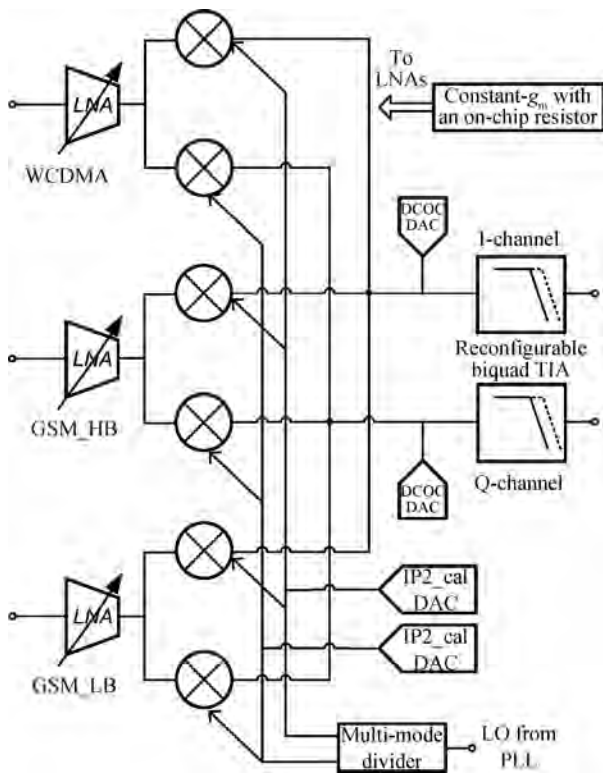 LNA
WCDMA
To
LNAs
Constant-gm with
an on-chip resistor
DCOC
DAC
I-channel
LNA
GSM_HB
Reconfigurable
biquad TIA
DCOC
DAC
Q-channel
LNA
GSM_LB
IP2_cal
DAC
IP2_cal
DAC
Multi-mode
divider
LO from
PLL